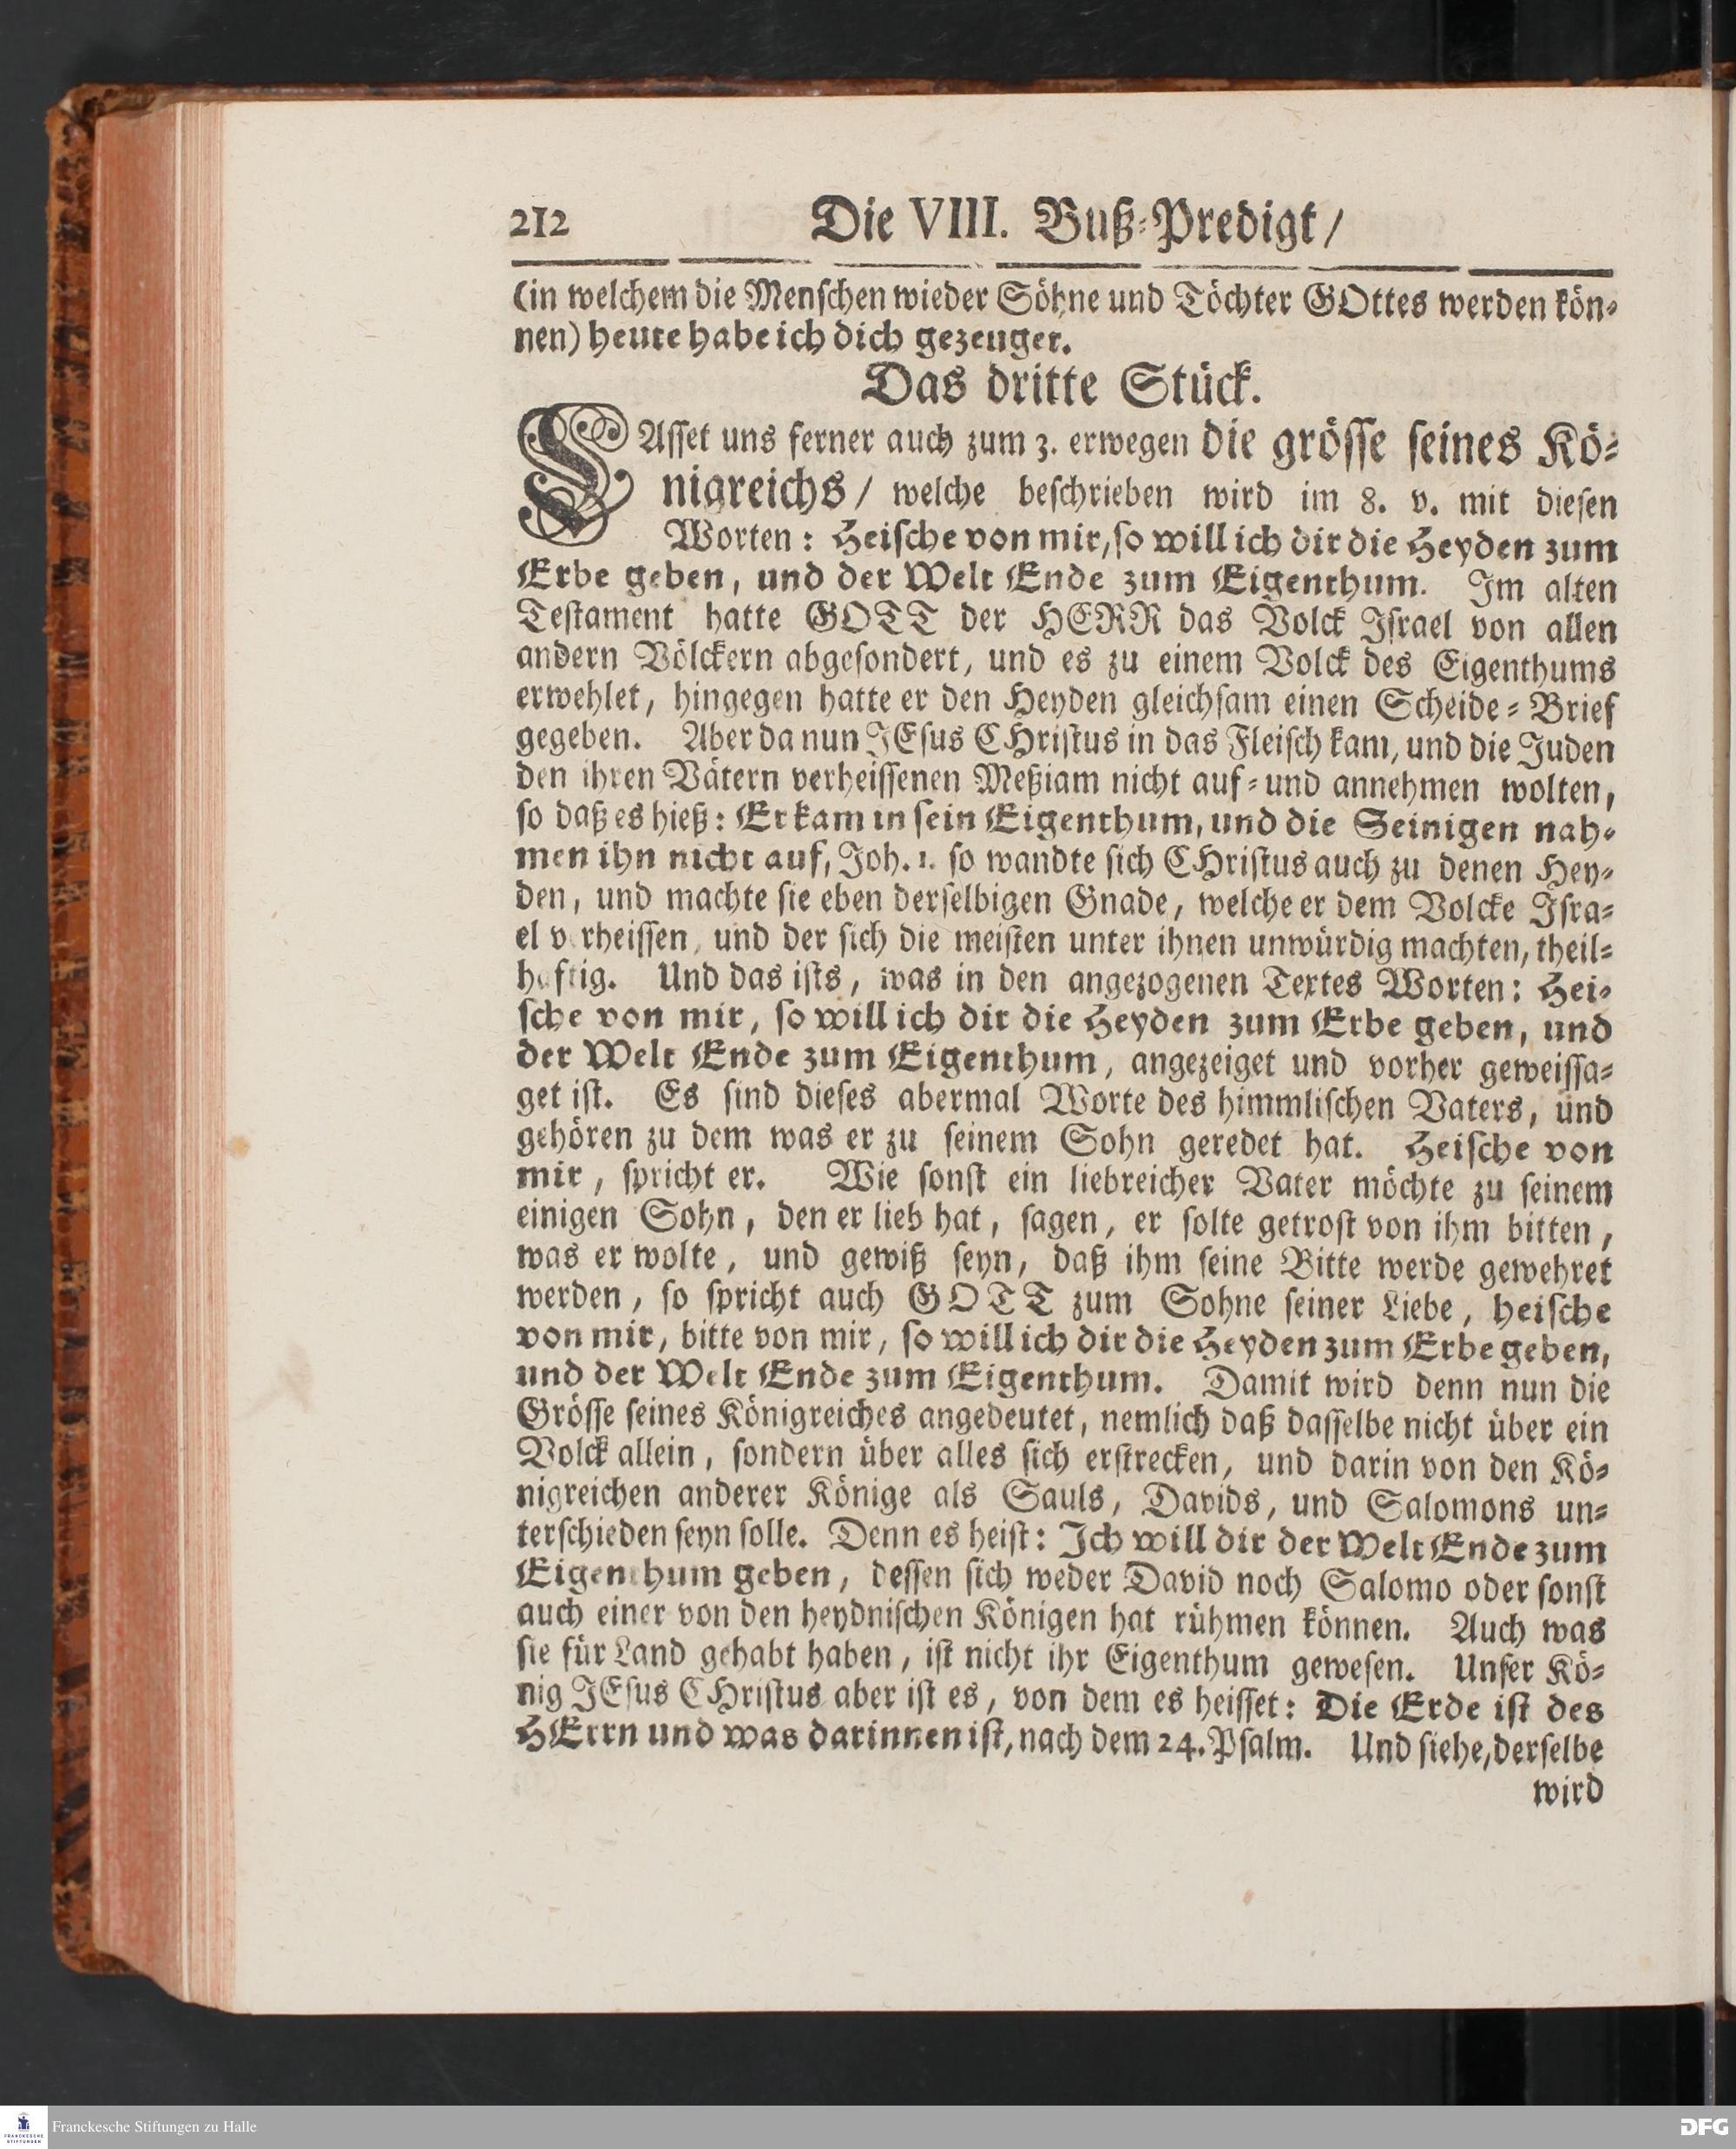 212 Die VIII. Buß-Predigt/
(in welchem die Menſchen wieder Söhne und Töchter GOttes werden kön-
nen) heute habe ich dich gezeuget.
Das dritte Stück.
LAſſet uns ferner auch zum 3. erwegen die gröſſe ſeines Kö-
nigreichs/ welche beſchrieben wird im 8. v. mit dieſen
Worten: Heiſche von mir, ſo will ich dir die Heyden zum
Erbe geben, und der Welt Ende zum Eigenthum. Im alten
Teſtament hatte GOTT der HERR das Volck Iſrael von allen
andern Völckern abgeſondert, und es zu einem Volck des Eigenthums
erwehlet, hingegen hatte er den Heyden gleichſam einen Scheide-Brief
gegeben. Aber da nun JEſus CHriſtus in das Fleiſch kam, und die Juden
den ihren Vätern verheiſſenen Meßiam nicht auf- und annehmen wolten,
ſo daß es hieß: Er kam in ſein Eigenthum, und die Seinigen nah-
men ihn nicht auf, Joh. 1. ſo wandte ſich CHriſtus auch zu denen Hey-
den, und machte ſie eben derſelbigen Gnade, welche er dem Volcke Iſra-
el verheiſſen, und der ſich die meiſten unter ihnen unwürdig machten, theil-
haftig. Und das iſts, was in den angezogenen Textes Worten: Hei-
ſche von mir, ſo will ich dir die Heyden zum Erbe geben, und
der Welt Ende zum Eigenthum, angezeiget und vorher geweiſſa-
get iſt. Es ſind dieſes abermal Worte des himmliſchen Vaters, und
gehören zu dem was er zu ſeinem Sohn geredet hat. Heiſche von
mir, ſpricht er. Wie ſonſt ein liebreicher Vater möchte zu ſeinem
einigen Sohn, den er lieb hat, ſagen, er ſolte getroſt von ihm bitten,
was er wolte, und gewiß ſeyn, daß ihm ſeine Bitte werde gewehret
werden, ſo ſpricht auch GOTT zum Sohne ſeiner Liebe, heiſche
von mir, bitte von mir, ſo will ich dir die Heyden zum Erbe geben,
und der Welt Ende zum Eigenthum. Damit wird denn nun die
Gröſſe ſeines Königreiches angedeutet, nemlich daß daſſelbe nicht über ein
Volck allein, ſondern über alles ſich erſtrecken, und darin von den Kö-
nigreichen anderer Könige als Sauls, Davids, und Salomons un-
terſchieden ſeyn ſolle. Denn es heiſt: Ich will dir der Welt Ende zum
Eigenthum geben, deſſen ſich weder David noch Salomo oder ſonſt
auch einer von den heydniſchen Königen hat rühmen können. Auch was
ſie für Land gehabt haben, iſt nicht ihr Eigenthum geweſen. Unſer Kö-
nig JEſus CHriſtus aber iſt es, von dem es heiſſet: Die Erde iſt des
HErrn und was darinnen iſt, nach dem 24. Pſalm. Und ſiehe, derſelbe
wird
FRANCKESCHE STIFTUNGEN
Franckesche Stiftungen zu Halle
DFG